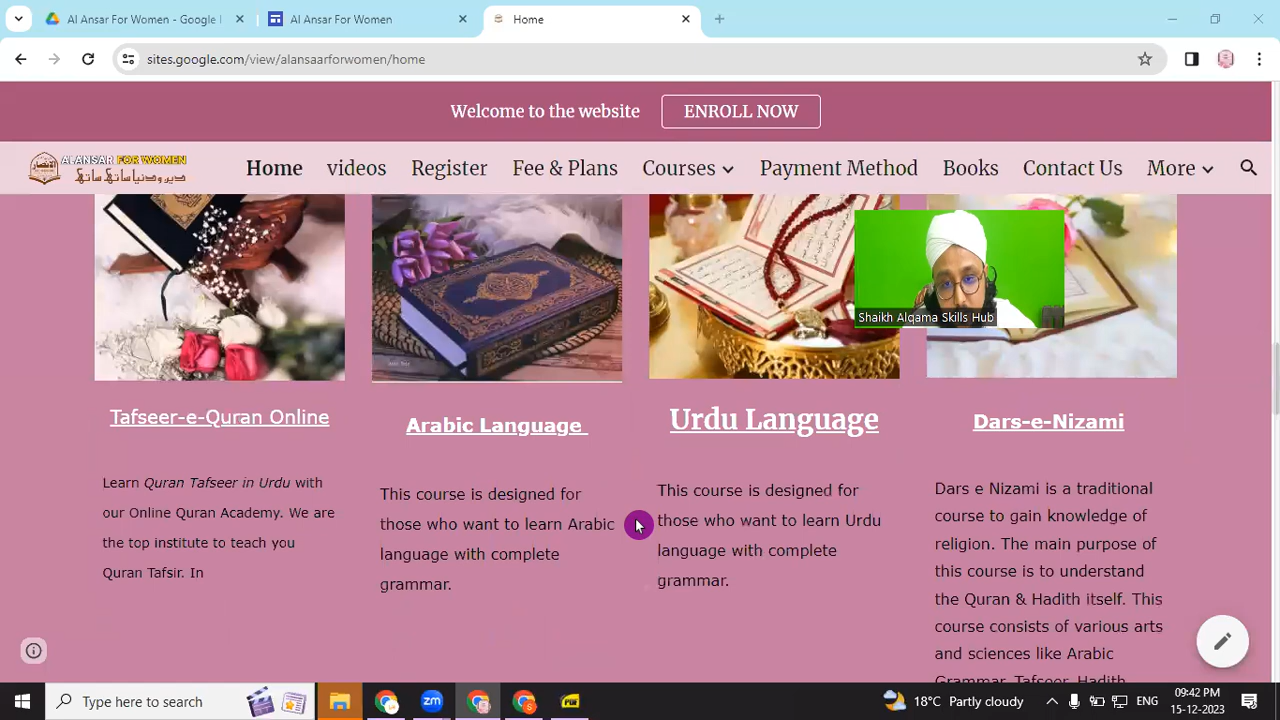 Al Ansar For Women - Google
Al Ansar For Women
Home
sites.google.com/view/alansaarforwomen/home
Welcome to the website
ENROLL NOW
AL ANSAR FOR WOMEN
دین و دنیا ساتھ ساتھ
Home
videos
Register
Fee & Plans
Courses
Payment Method
Books
Contact Us
More
Shaikh Alqama Skills Hub
Tafseer-e-Quran Online
Learn Quran Tafseer in Urdu with
our Online Quran Academy. We are
the top institute to teach you
Quran Tafsir. In
Arabic Language
This course is designed for
those who want to learn Arabic
language with complete
grammar.
Urdu Language
This course is designed for
those who want to learn Urdu
language with complete
grammar.
Dars-e-Nizami
Dars e Nizami is a traditional
course to gain knowledge of
religion. The main purpose of
this course is to understand
the Quran & Hadith itself. This
course consists of various arts
and sciences like Arabic
Grammar, Tafseer, Hadith,
Type here to search
18°C Partly cloudy
ENG
09:42 PM
15-12-2023